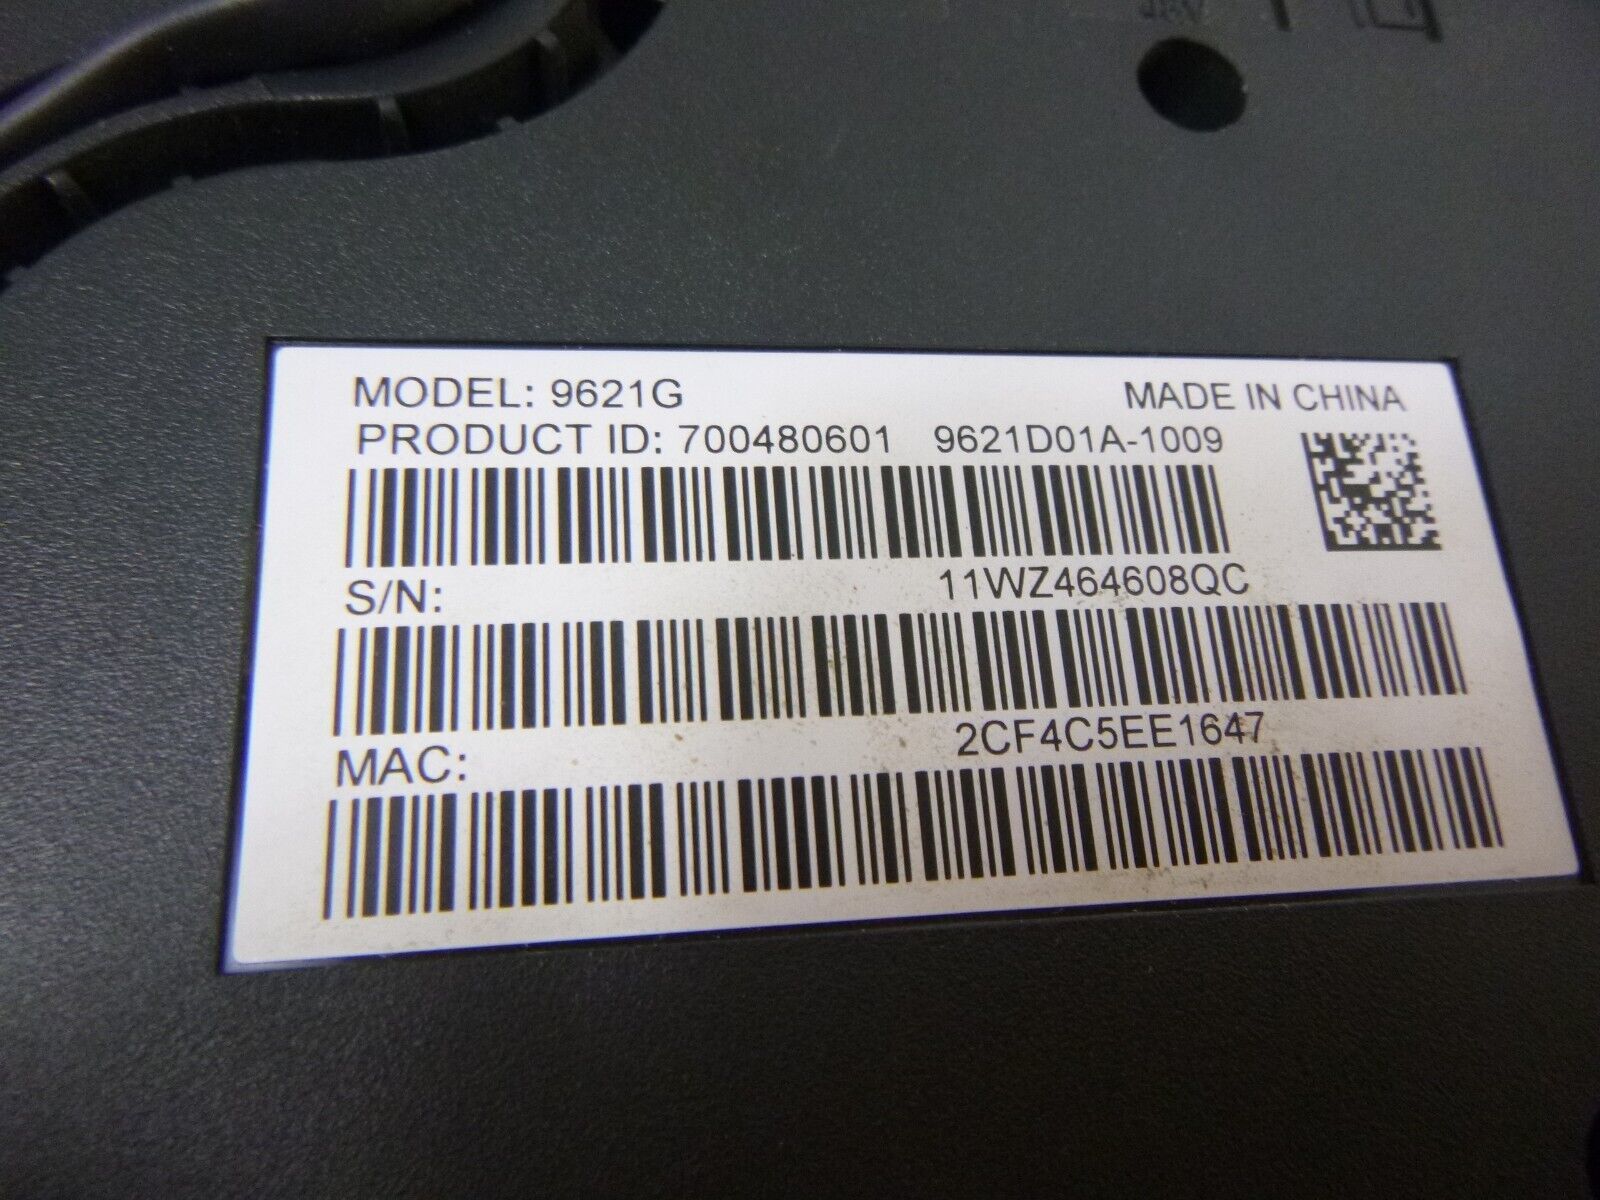 MODEL: 9621G MADE IN CHINA
PRODUCT ID: 700480601 9621D01A-1009
S/N: 11WZ464608QC
MAC: 2CF4C5EE1647